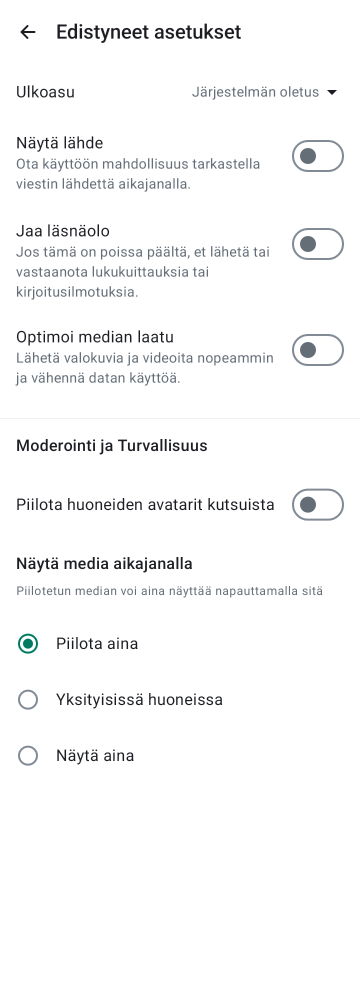 Edistyneet asetukset
Ulkoasu
Järjestelmän oletus
Näytä lähde
Ota käyttöön mahdollisuus tarkastella
viestin lähdettä aikajanalla.
Jaa läsnäolo
Jos tämä on poissa päältä, et lähetä tai
vastaanota lukukuittauksia tai
kirjoitusilmotuksia.
Optimoi median laatu
Lähetä valokuvia ja videoita nopeammin
ja vähennä datan käyttöä.
Moderointi ja Turvallisuus
Piilota huoneiden avatarit kutsuista
Näytä media aikajanalla
Piilotetun median voi aina näyttää napauttamalla sitä
Piilota aina
Yksityisissä huoneissa
Näytä aina